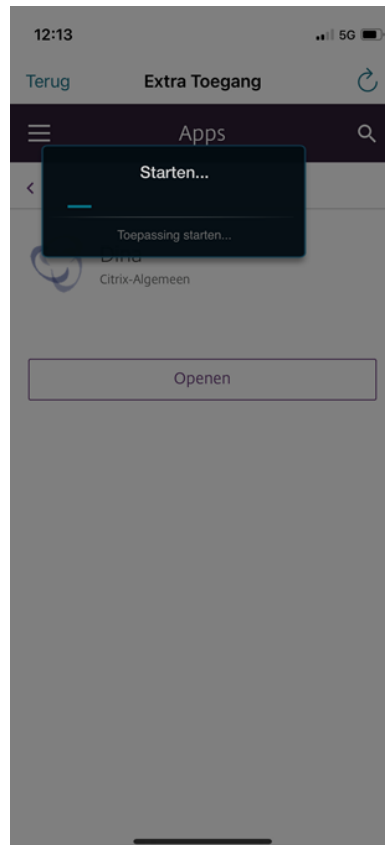 12:13
5G
Terug
Extra Toegang
Apps
Starten...
Toepassing starten...
Citrix-Algemeen
Openen